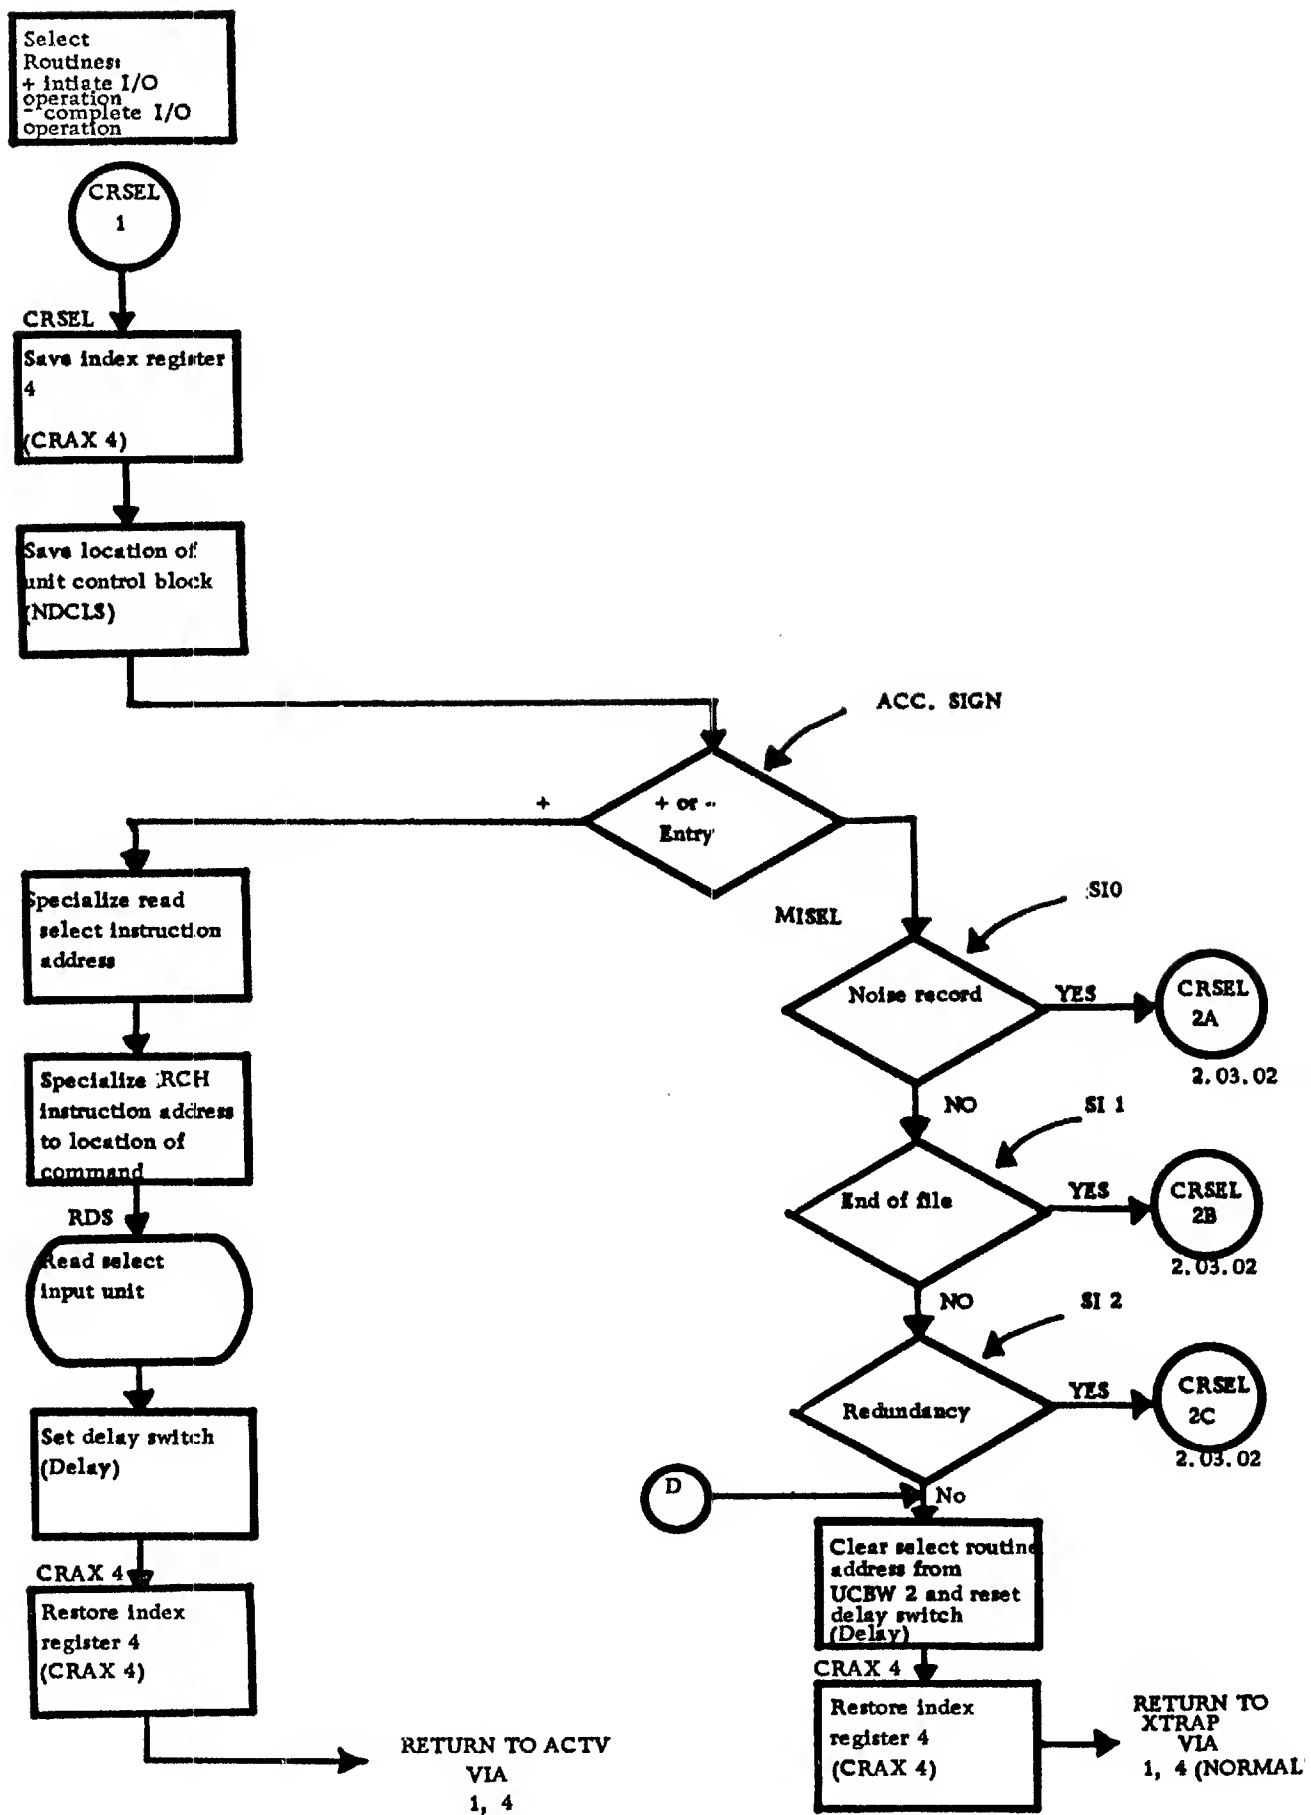 Select
Routines:
+ intiate I/O
operation
- complete I/O
operation
CRSEL
1
CRSEL
Save index register
4
(CRAX 4)
Save location of
unit control block
(NDCLS)
ACC. SIGN
+ or -
Entry
+
Specialize read
select instruction
address
Specialize RCH
instruction address
to location of
command
RDS
Read select
input unit
Set delay switch
(Delay)
CRAX 4
Restore index
register 4
(CRAX 4)
RETURN TO ACTV
VIA
1, 4
MISEL
SI0
Noise record
YES
CRSEL
2A
2.03.02
NO
SI 1
End of file
YES
CRSEL
2B
2.03.02
NO
SI 2
Redundancy
YES
CRSEL
2C
2.03.02
D
No
Clear select routine
address from
UCBW 2 and reset
delay switch
(Delay)
CRAX 4
Restore index
register 4
(CRAX 4)
RETURN TO
XTRAP
VIA
1, 4 (NORMAL